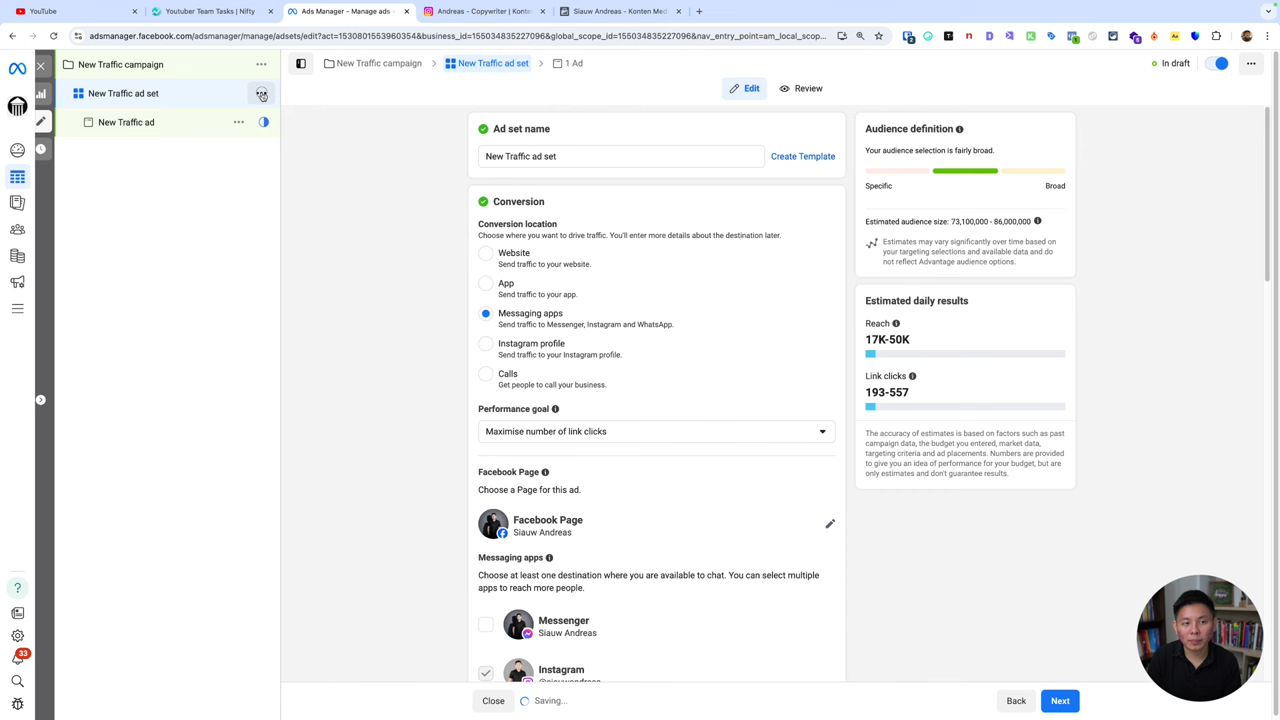 YouTube
Youtuber Team Tasks | Nifty
Ads Manager - Manage ads -
Andreas - Copywriter | Konta
Siauw Andreas - Konten Med
adsmanager.facebook.com/adsmanager/manage/adsets/edit?act=1530801553960354&business_id=155034835227096&global_scope_id=155034835227096&nav_entry_point=am_local_scop...
New Traffic campaign
New Traffic ad set
New Traffic ad
New Traffic campaign
New Traffic ad set
1 Ad
In draft
Edit
Review
Ad set name
New Traffic ad set
Create Template
Conversion
Conversion location
Choose where you want to drive traffic. You'll enter more details about the destination later.
Website
Send traffic to your website.
App
Send traffic to your app.
Messaging apps
Send traffic to Messenger, Instagram and WhatsApp.
Instagram profile
Send traffic to your Instagram profile.
Calls
Get people to call your business.
Performance goal
Maximise number of link clicks
Facebook Page
Choose a Page for this ad.
Facebook Page
Siauw Andreas
Messaging apps
Choose at least one destination where you are available to chat. You can select multiple
apps to reach more people.
Messenger
Siauw Andreas
Instagram
@siauwandreas
Audience definition
Your audience selection is fairly broad.
Specific
Broad
Estimated audience size: 73,100,000 - 86,000,000
Estimates may vary significantly over time based on
your targeting selections and available data and do
not reflect Advantage audience options.
Estimated daily results
Reach
17K-50K
Link clicks
193-557
The accuracy of estimates is based on factors such as past
campaign data, the budget you entered, market data,
targeting criteria and ad placements. Numbers are provided
to give you an idea of performance for your budget, but are
only estimates and don't guarantee results.
33
Close
Saving...
Back
Next